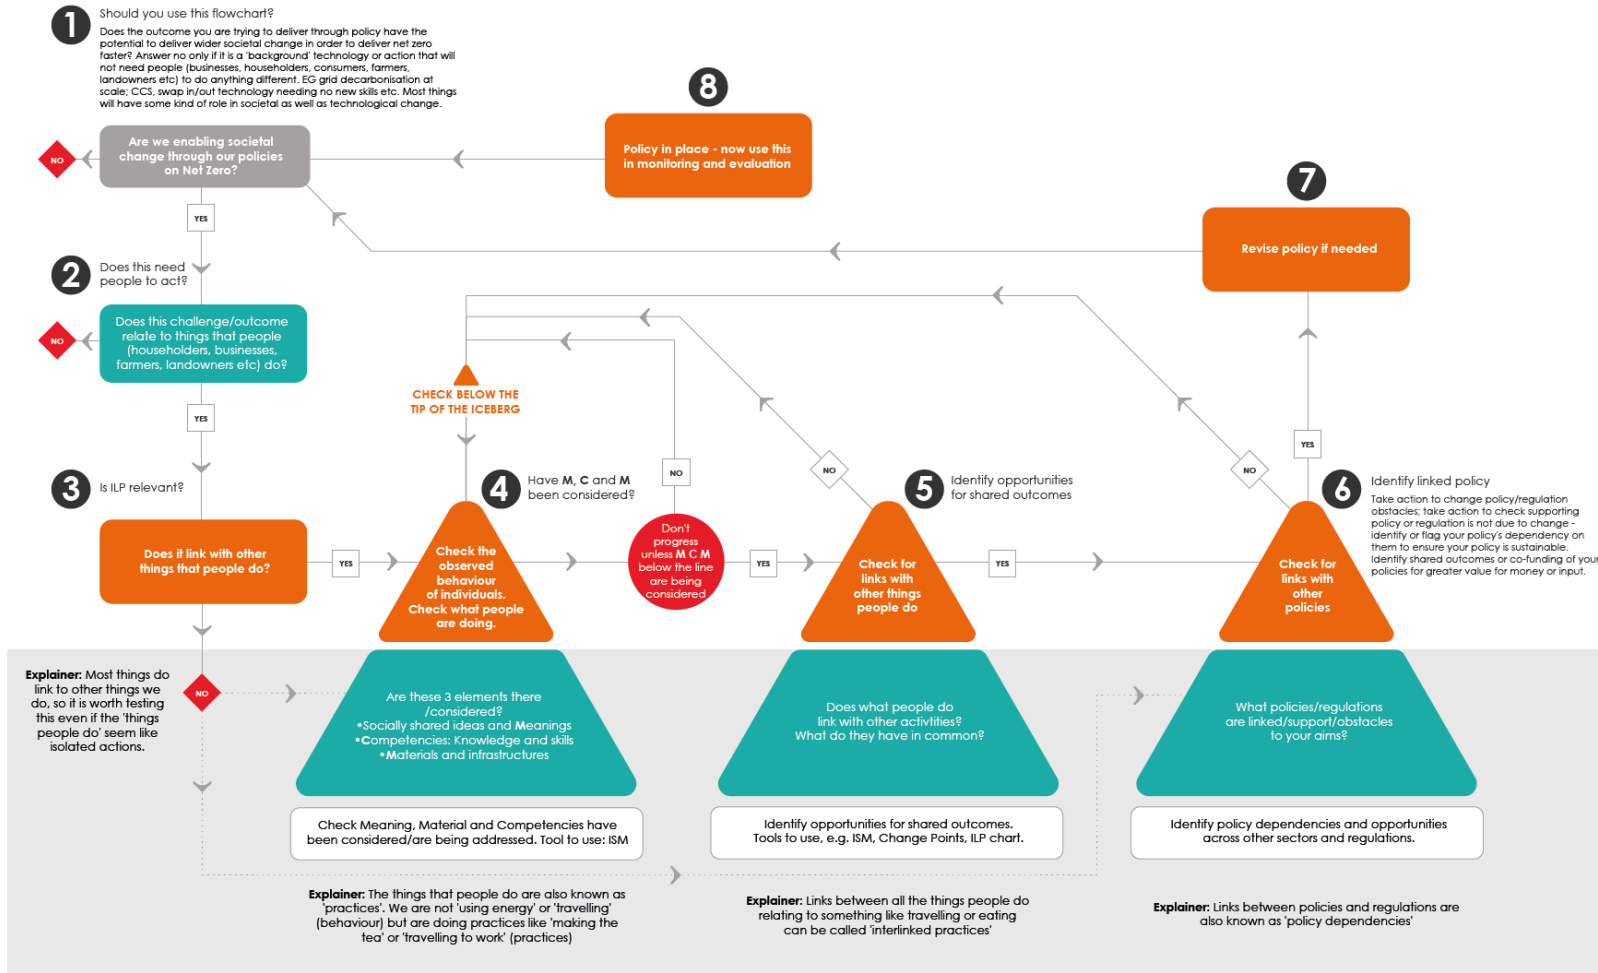 1
Should you use this flowchart?
Does the outcome you are trying to deliver through policy have the
potential to deliver wider societal change in order to deliver net zero
faster? Answer no only if it is a 'background' technology or action that will
not need people (businesses, householders, consumers, farmers,
landowners etc) to do anything different. EG grid decarbonisation at
scale; CCS, swap in/out technology needing no new skills etc. Most things
will have some kind of role in societal as well as technological change.
8
Policy in place - now use this
in monitoring and evaluation
Are we enabling societal
change through our policies
on Net Zero?
NO
YES
7
Revise policy if needed
2
Does this need
people to act?
Does this challenge/outcome
relate to things that people
(householders, businesses,
farmers, landowners etc) do?
NO
YES
CHECK BELOW THE
TIP OF THE ICEBERG
3
Is ILP relevant?
Does it link with other
things that people do?
YES
4
Have M, C and M
been considered?
Check the
observed
behaviour
of individuals.
Check what people
are doing.
NO
Don't
progress
unless M C M
below the line
are being
considered
YES
NO
5
Identify opportunities
for shared outcomes
Check for
links with
other things
people do
YES
NO
YES
6
Identify linked policy
Take action to change policy/regulation
obstacles; take action to check supporting
policy or regulation is not due to change -
identify or flag your policy's dependency on
them to ensure your policy is sustainable.
Identify shared outcomes or co-funding of your
policies for greater value for money or input.
Check for
links with
other
policies
Explainer: Most things do
link to other things we
do, so it is worth testing
this even if the 'things
people do' seem like
isolated actions.
NO
Are these 3 elements there
/considered?
•Socially shared ideas and Meanings
•Competencies: Knowledge and skills
•Materials and infrastructures
Does what people do
link with other activtities?
What do they have in common?
What policies/regulations
are linked/support/obstacles
to your aims?
Check Meaning, Material and Competencies have
been considered/are being addressed. Tool to use: ISM
Identify opportunities for shared outcomes.
Tools to use, e.g. ISM, Change Points, ILP chart.
Identify policy dependencies and opportunities
across other sectors and regulations.
Explainer: The things that people do are also known as
'practices'. We are not 'using energy' or 'travelling'
(behaviour) but are doing practices like 'making the
tea' or 'travelling to work' (practices)
Explainer: Links between all the things people do
relating to something like travelling or eating
can be called 'interlinked practices'
Explainer: Links between policies and regulations are
also known as 'policy dependencies'